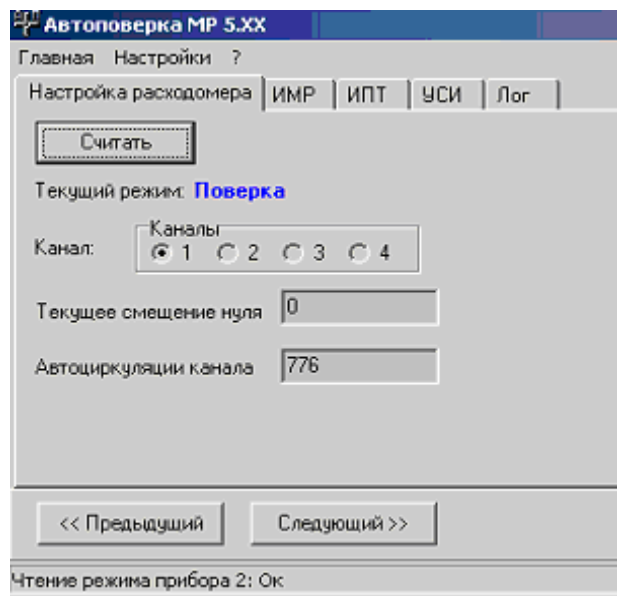 Автоповерка МР 5.XX
Главная Настройки ?
Настройка расходомера ИМР ИПТ УСИ Лог
Считать
Текущий режим: Поверка
Каналы
Канал: 1 2 3 4
Текущее смещение нуля 0
Автоциркуляции канала 776
<< Предыдущий Следующий >>
Чтение режима прибора 2: Ок